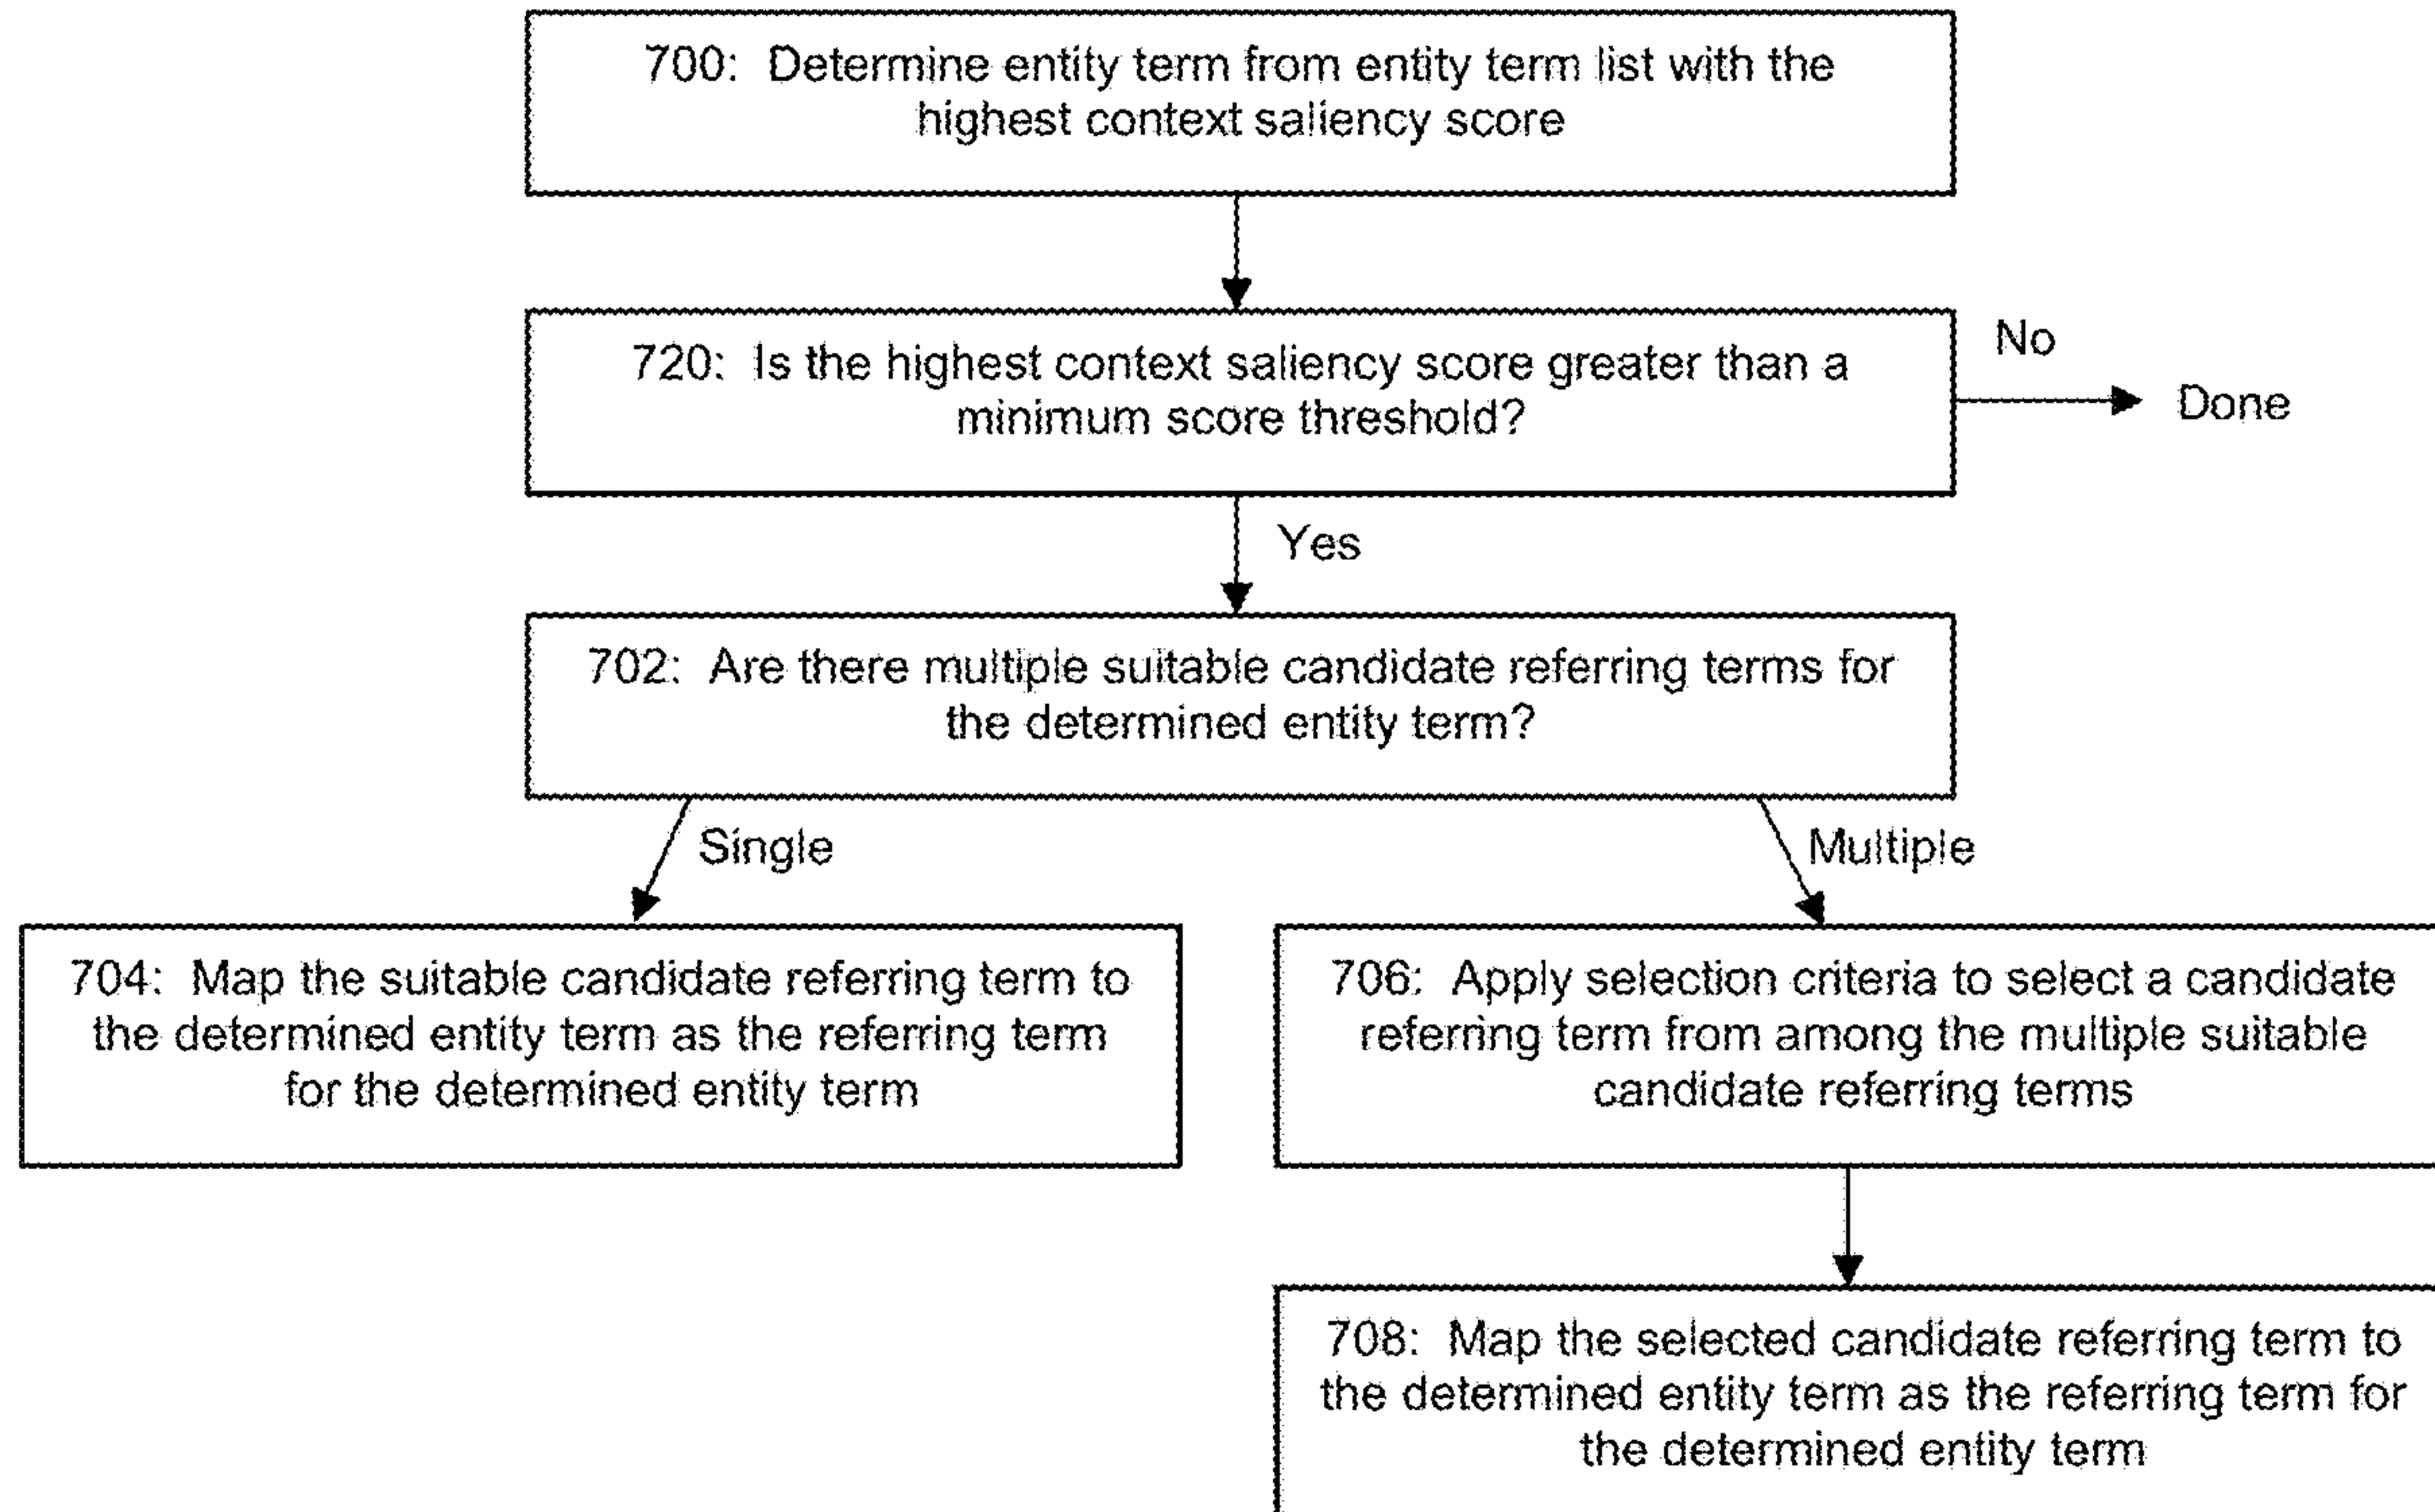 700: Determine entity term from entity term list with the
highest context saliency score
720: Is the highest context saliency score greater than a
minimum score threshold?
No
Done
Yes
702: Are there multiple suitable candidate referring terms for
the determined entity term?
Single
Multiple
704: Map the suitable candidate referring term to
the determined entity term as the referring term
for the determined entity term
706: Apply selection criteria to select a candidate
referring term from among the multiple suitable
candidate referring terms
708: Map the selected candidate referring term to
the determined entity term as the referring term for
the determined entity term